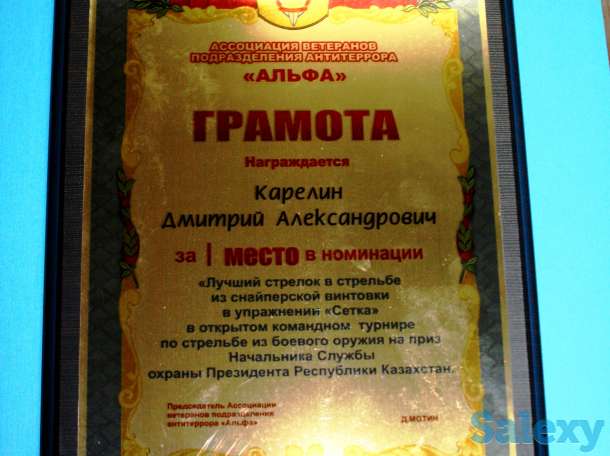 АССОЦИАЦИЯ ВЕТЕРАНОВ
ПОДРАЗДЕЛЕНИЯ АНТИТЕРРОРА
«АЛЬФА»
ГРАМОТА
Награждается
Карелин
Дмитрий Александрович
за I место в номинации
«Лучший стрелок в стрельбе
из снайперской винтовки
в упражнении «Сетка»
в открытом командном турнире
по стрельбе из боевого оружия на приз
Начальника Службы
охраны Президента Республики Казахстан.
Председатель Ассоциации
ветеранов подразделения
антитеррора «Альфа»
Д.МОТИН
Salexy